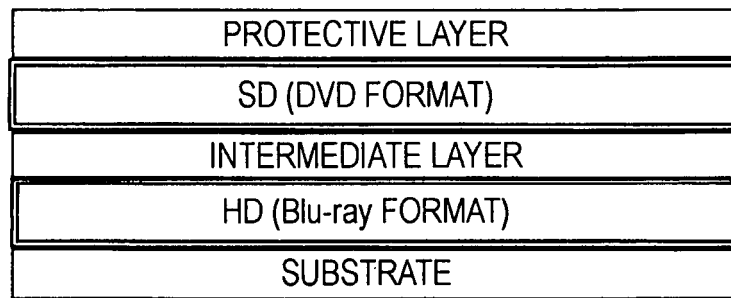 PROTECTIVE LAYER
SD (DVD FORMAT)
INTERMEDIATE LAYER
HD (Blu-ray FORMAT)
SUBSTRATE